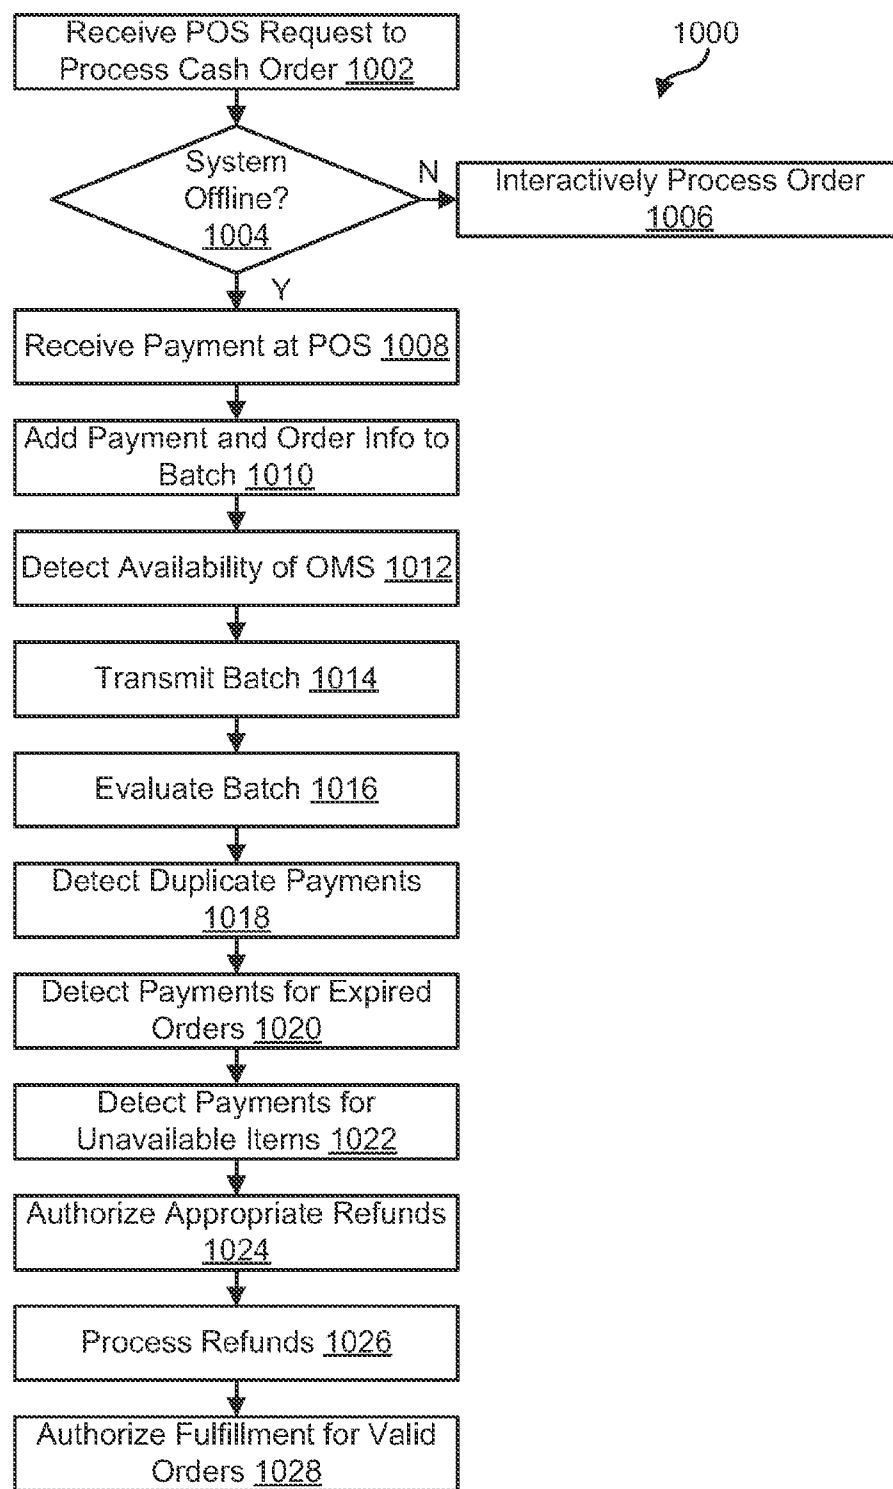 Receive POS Request to
Process Cash Order 1002
1000
System
Offline?
1004
N
Interactively Process Order
1006
Y
Receive Payment at POS 1008
Add Payment and Order Info to
Batch 1010
Detect Availability of OMS 1012
Transmit Batch 1014
Evaluate Batch 1016
Detect Duplicate Payments
1018
Detect Payments for Expired
Orders 1020
Detect Payments for
Unavailable Items 1022
Authorize Appropriate Refunds
1024
Process Refunds 1026
Authorize Fulfillment for Valid
Orders 1028